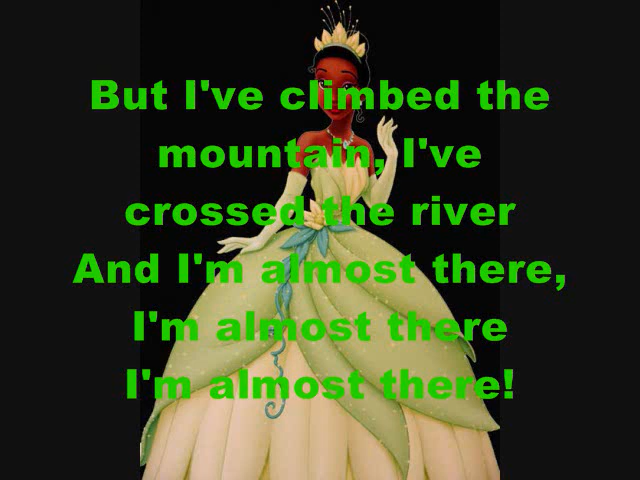 But I've climbed the
mountain, I've
crossed the river
And I'm almost there,
I'm almost there
I'm almost there!